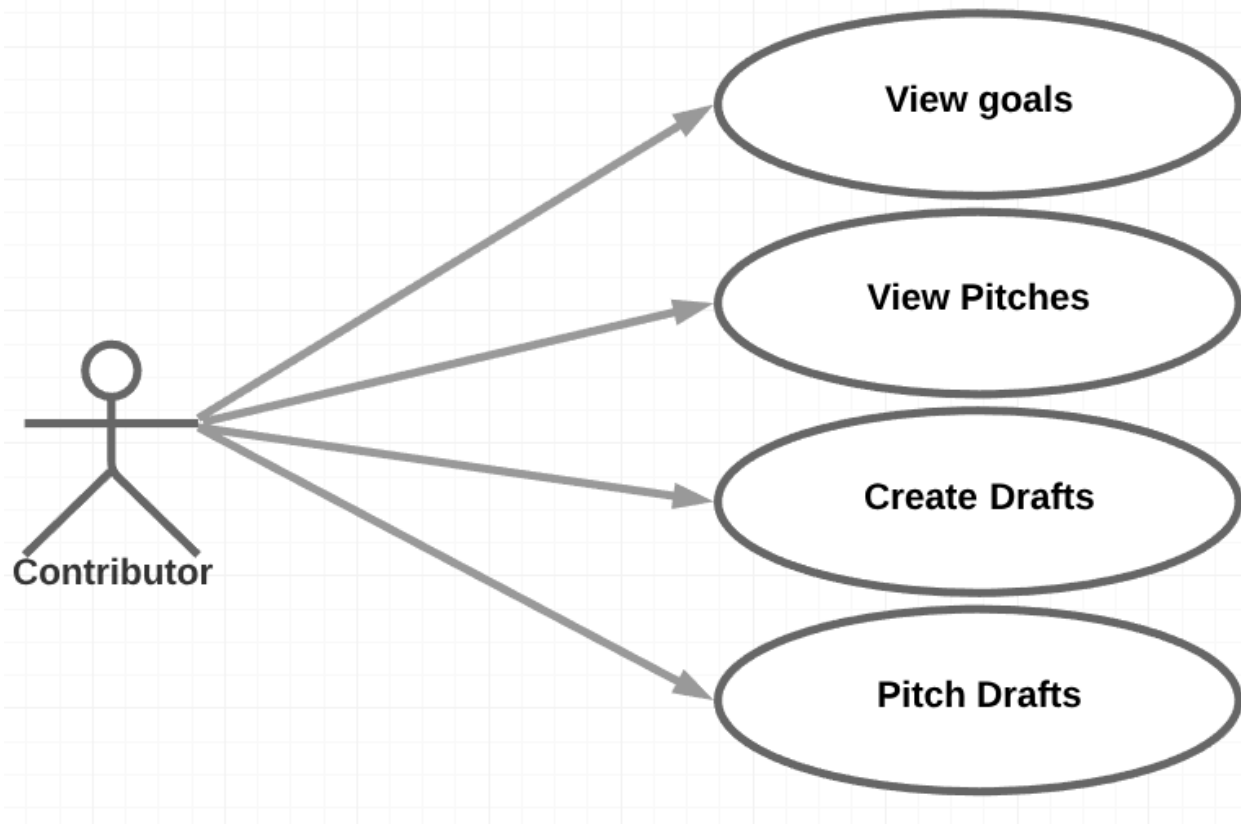 View goals
View Pitches
Create Drafts
Contributor
Pitch Drafts